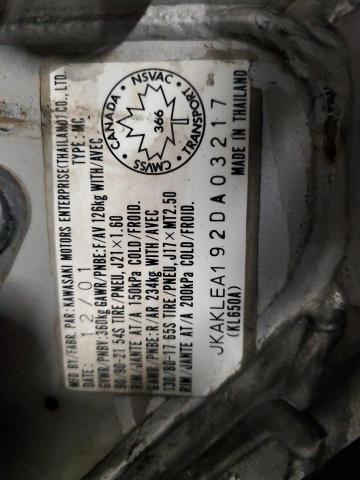 MFD BY/FABR. PAR: KAWASAKI MOTORS ENTERPRISE(THAILAND) CO., LTD.
DATE: 12/01 TYPE: MC
GVWR/PNBV:360kg GAWR/PNBE:F/AV 126kg WITH/AVEC
90/90-21 54S TIRE/PNEU, J21×1.60
RIM/JANTE AT/A 150kPa COLD/FROID.
GAWR/PNBE:R/AR 234kg WITH/AVEC
130/80-17 65S TIRE/PNEU, J17×MT2.50
RIM/JANTE AT/A 200kPa COLD/FROID.
JKAKLEA192DA03217
(KL650A) MADE IN THAILAND
CANADA • NSVAC • TRANSPORT • CMVSS •
366